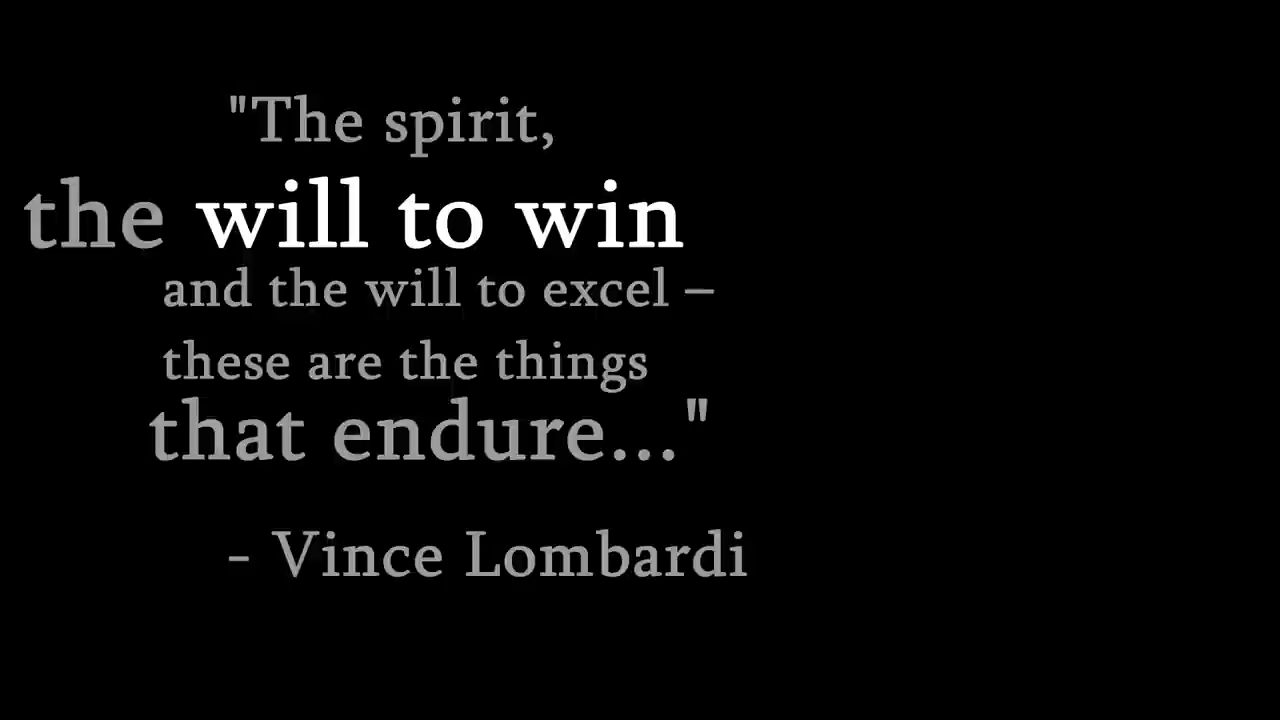 "The spirit,
the will to win
and the will to excel –
these are the things
that endure..."
- Vince Lombardi